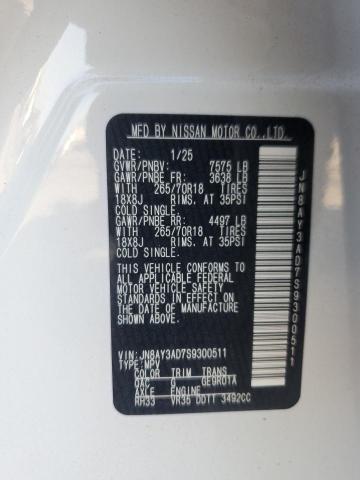 MFD BY NISSAN MOTOR CO.,LTD.
DATE: 1/25
GVWR/PNBV: 7575 LB
GAWR/PNBE FR: 3638 LB
WITH 265/70R18 TIRES
18X8J RIMS. AT 35PSI
COLD SINGLE.
GAWR/PNBE RR: 4497 LB
WITH 265/70R18 TIRES
18X8J RIMS. AT 35PSI
COLD SINGLE.
THIS VEHICLE CONFORMS
TO ALL APPLICABLE FEDERAL
MOTOR VEHICLE SAFETY
STANDARDS IN EFFECT
ON THE DATE OF
MANUFACTURE SHOWN ABOVE.
VIN: JN8AY3AD7S9300511
TYPE: MPV
COLOR TRIM TRANS
QAC G GE9R01A
AXLE ENGINE
RH33 VR35 DDTT 3492CC
JN8AY3AD7S9300511